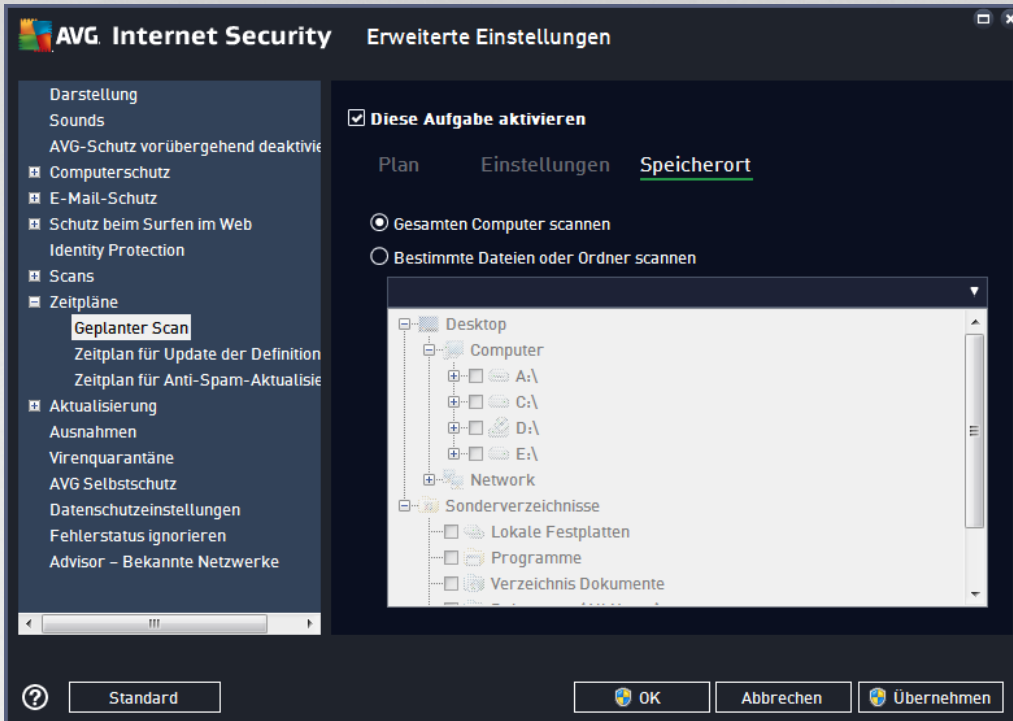 AVG Internet Security Erweiterte Einstellungen
Darstellung
Sounds
AVG-Schutz vorübergehend deaktivie
Computerschutz
E-Mail-Schutz
Schutz beim Surfen im Web
Identity Protection
Scans
Zeitpläne
Geplanter Scan
Zeitplan für Update der Definition
Zeitplan für Anti-Spam-Aktualisie
Aktualisierung
Ausnahmen
Virenquarantäne
AVG Selbstschutz
Datenschutzeinstellungen
Fehlerstatus ignorieren
Advisor – Bekannte Netzwerke
Diese Aufgabe aktivieren
Plan Einstellungen Speicherort
Gesamten Computer scannen
Bestimmte Dateien oder Ordner scannen
Desktop
Computer
A:\
C:\
D:\
E:\
Network
Sonderverzeichnisse
Lokale Festplatten
Programme
Verzeichnis Dokumente
Standard
OK
Abbrechen
Übernehmen